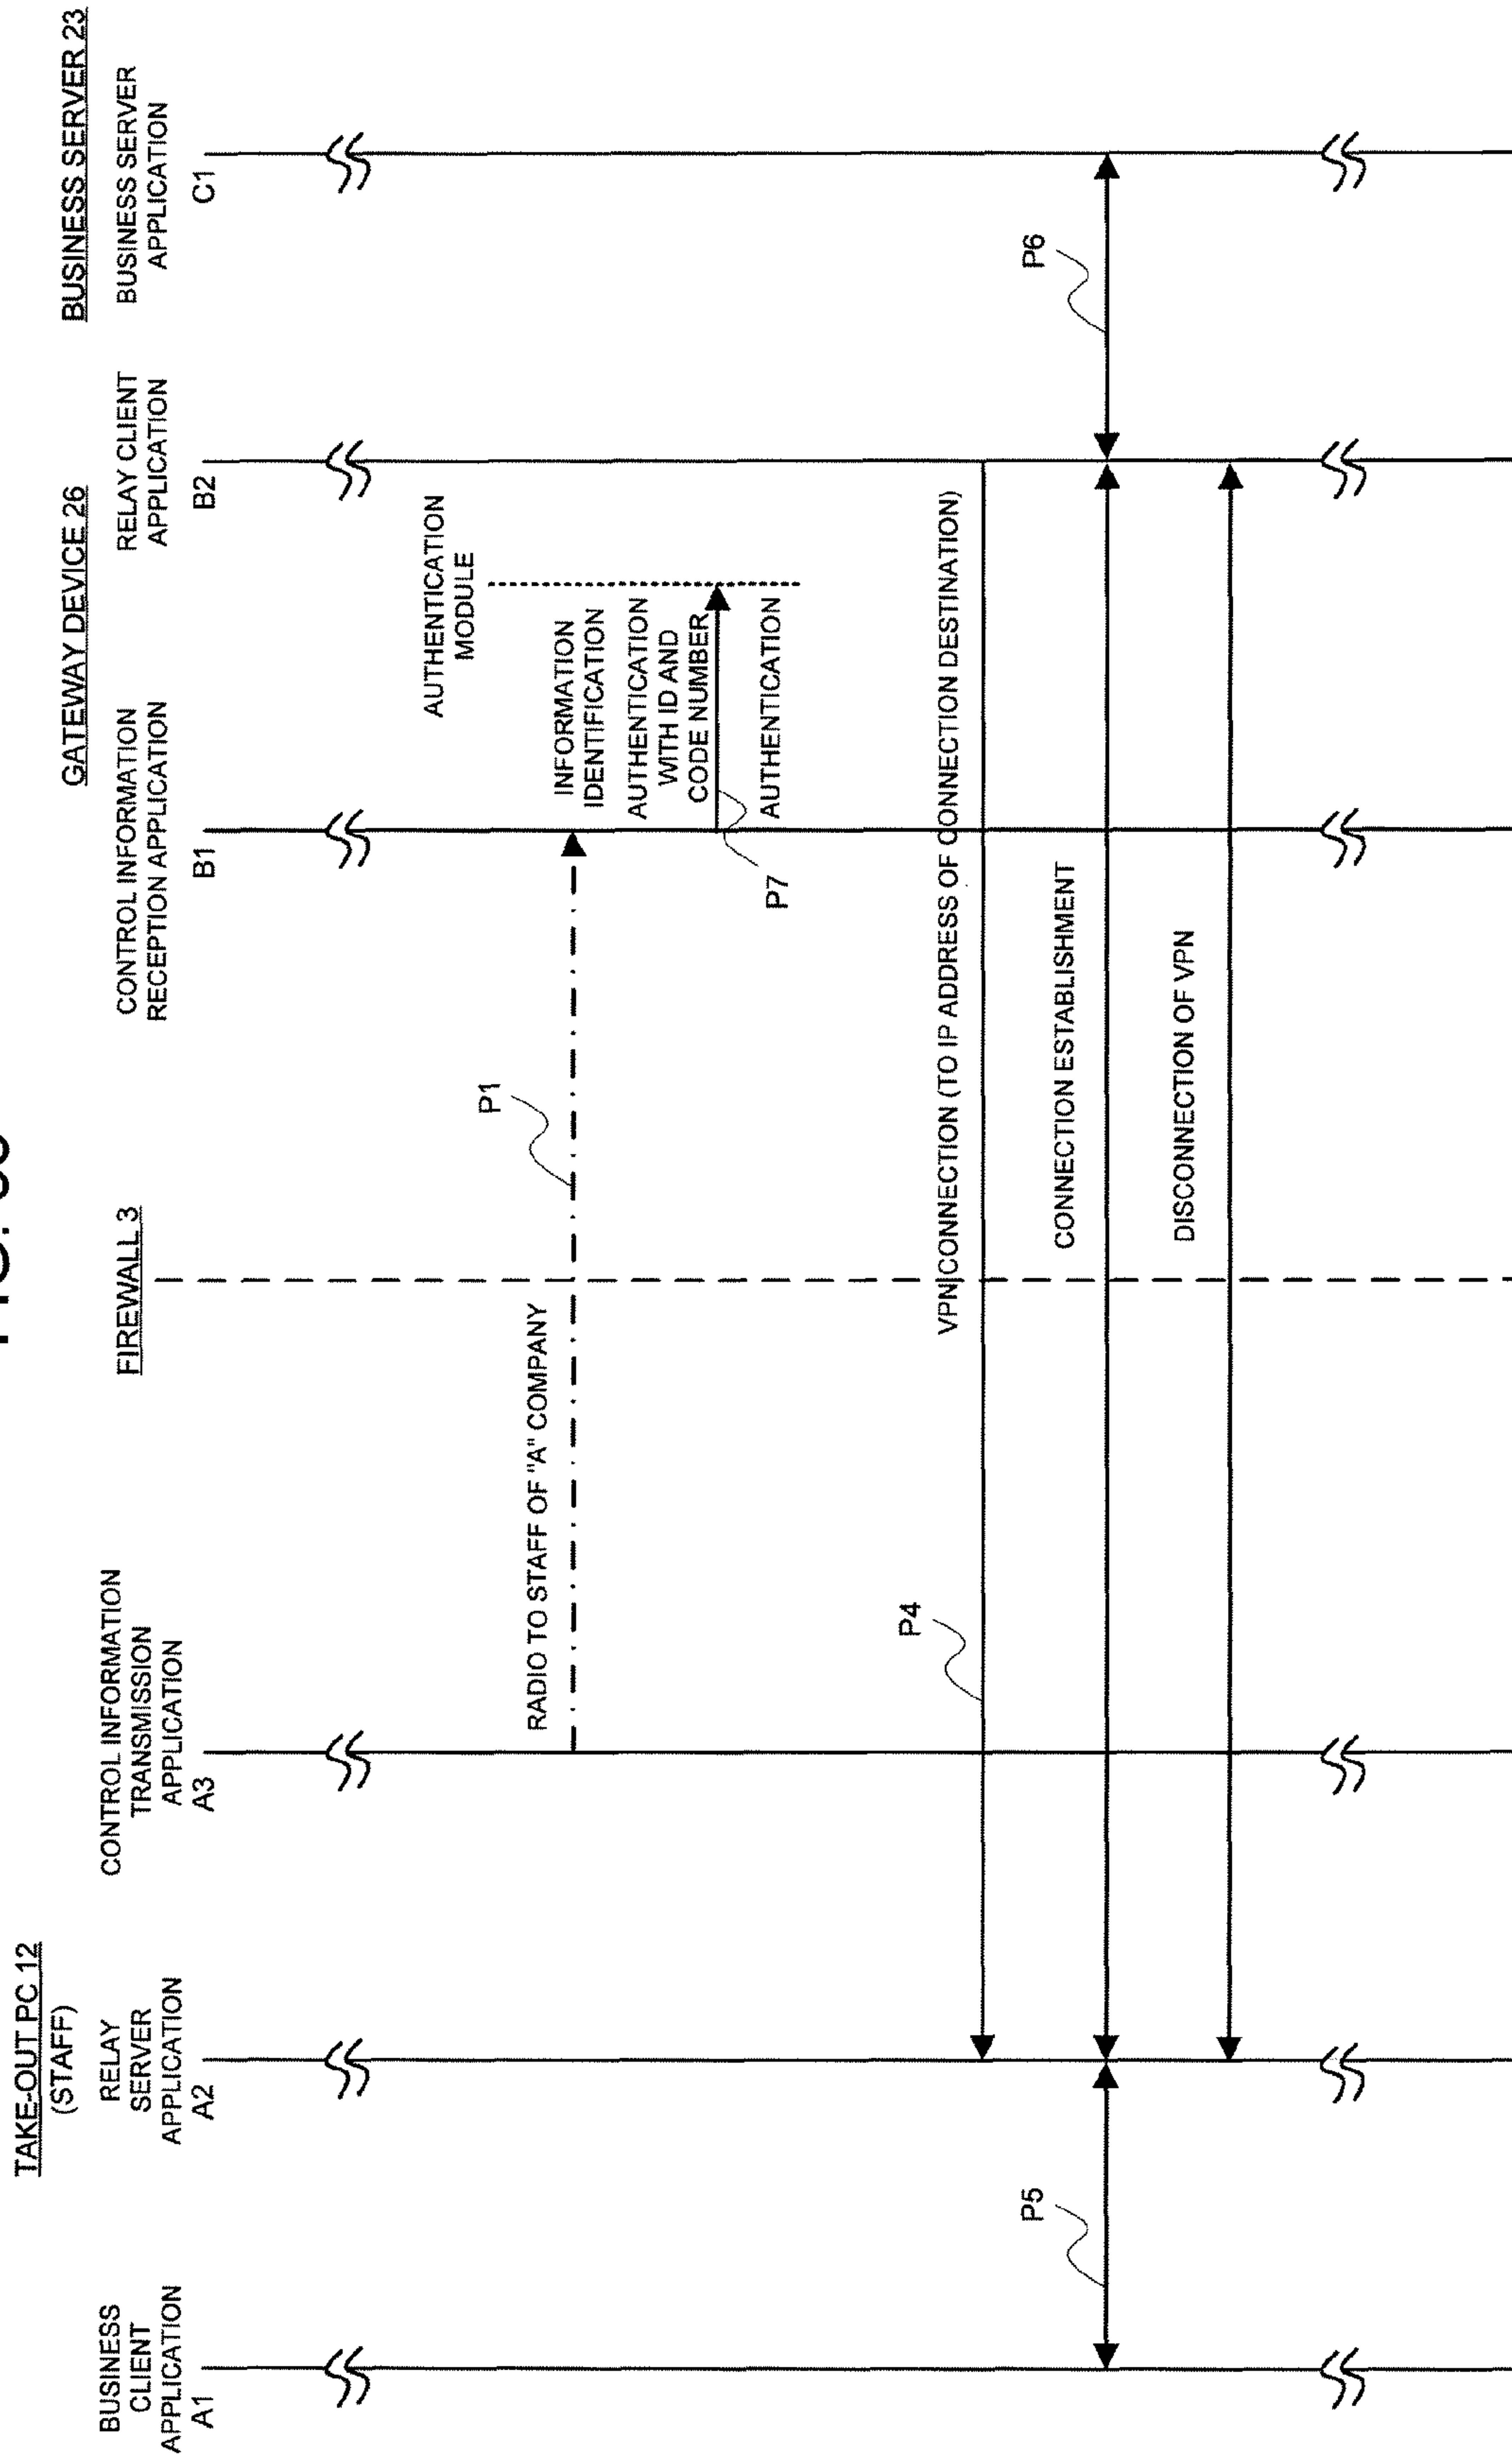 TAKE-OUT PC 12
(STAFF)
BUSINESS
CLIENT
APPLICATION
A1
RELAY
SERVER
APPLICATION
A2
CONTROL INFORMATION
TRANSMISSION
APPLICATION
A3
FIREWALL 3
GATEWAY DEVICE 26
CONTROL INFORMATION
RECEPTION APPLICATION
B1
RELAY CLIENT
APPLICATION
B2
BUSINESS SERVER 23
BUSINESS SERVER
APPLICATION
C1
AUTHENTICATION
MODULE
P1
RADIO TO STAFF OF "A" COMPANY
INFORMATION
IDENTIFICATION
AUTHENTICATION
WITH ID AND
CODE NUMBER
P7
AUTHENTICATION
P4
VPN CONNECTION (TO IP ADDRESS OF CONNECTION DESTINATION)
P5
CONNECTION ESTABLISHMENT
P6
DISCONNECTION OF VPN